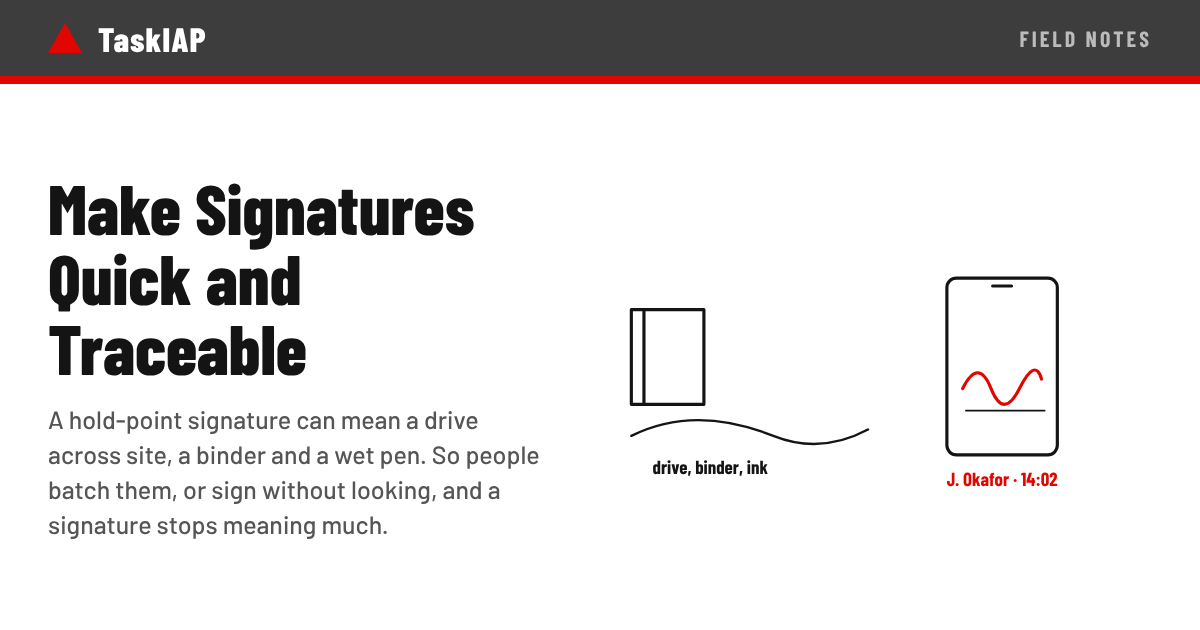 TaskIAP
FIELD NOTES
Make Signatures
Quick and
Traceable
A hold-point signature can mean a drive
across site, a binder and a wet pen. So people
batch them, or sign without looking, and a
signature stops meaning much.
drive, binder, ink
J. Okafor · 14:02